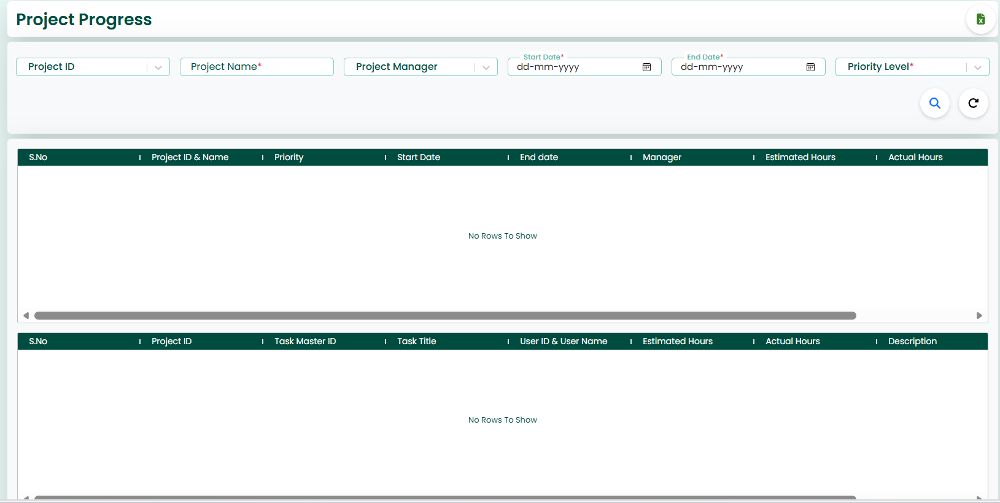 Project Progress
Start Date* End Date*
Project ID Project Name* Project Manager dd-mm-yyyy dd-mm-yyyy Priority Level*
S.No Project ID & Name Priority Start Date End date Manager Estimated Hours Actual Hours
No Rows To Show
S.No Project ID Task Master ID Task Title User ID & User Name Estimated Hours Actual Hours Description
No Rows To Show